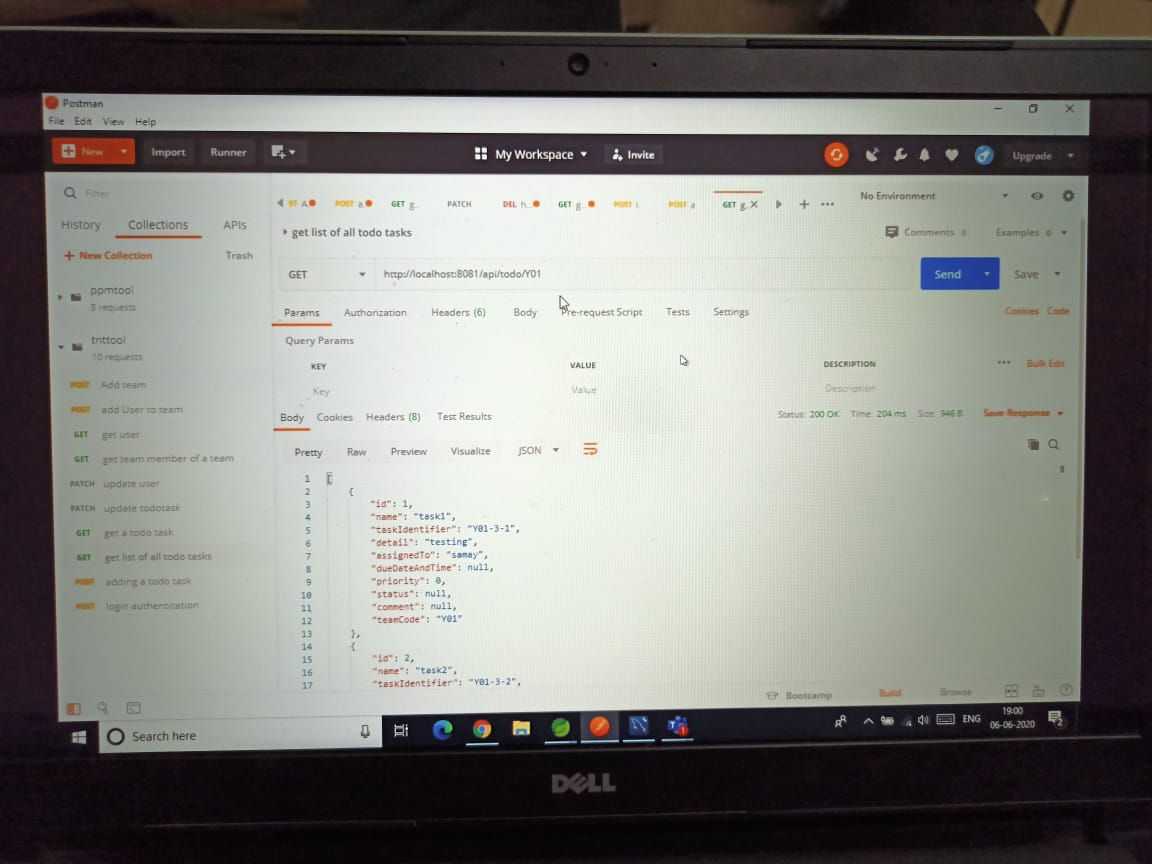 Postman
File Edit View Help
New Import Runner My Workspace Invite Upgrade
Filter
History Collections APIs
+ New Collection Trash
ppmtool
8 requests
tnttool
10 requests
POST Add team
POST add User to team
GET get user
GET get team member of a team
PATCH update user
PATCH update todotask
GET get a todo task
GET get list of all todo tasks
POST adding a todo task
POST login authentication
ST A. POST a. GET g.. PATCH DEL h... GET g. POST POST a GET g. X + ••• No Environment
get list of all todo tasks Comments 0 Examples 0
GET http://localhost:8081/api/todo/Y01 Send Save
Params Authorization Headers (6) Body Pre-request Script Tests Settings Cookies Code
Query Params
KEY VALUE DESCRIPTION ••• Bulk Edit
Key Value Description
Body Cookies Headers (8) Test Results Status: 200 OK Time: 204 ms Size: 946 B Save Response
Pretty Raw Preview Visualize JSON
1 [
2 {
3 "id": 1,
4 "name": "task1",
5 "taskIdentifier": "Y01-3-1",
6 "detail": "testing",
7 "assignedTo": "samay",
8 "dueDateAndTime": null,
9 "priority": 0,
10 "status": null,
11 "comment": null,
12 "teamCode": "Y01"
13 },
14 {
15 "id": 2,
16 "name": "task2",
17 "taskIdentifier": "Y01-3-2",
Bootcamp Build Browse
Search here
ENG
19:00
06-06-2020
DELL